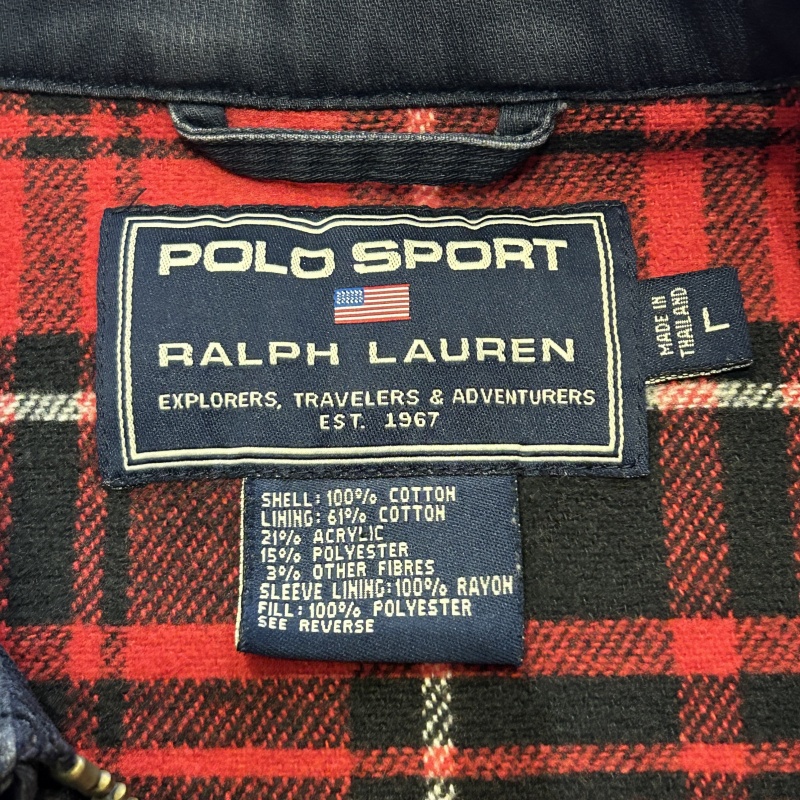 POLO SPORT
RALPH LAUREN
EXPLORERS, TRAVELERS & ADVENTURERS
EST. 1967
MADE IN
THAILAND
L
SHELL: 100% COTTON
LINING: 61% COTTON
21% ACRYLIC
15% POLYESTER
3% OTHER FIBRES
SLEEVE LINING: 100% RAYON
FILL: 100% POLYESTER
SEE REVERSE